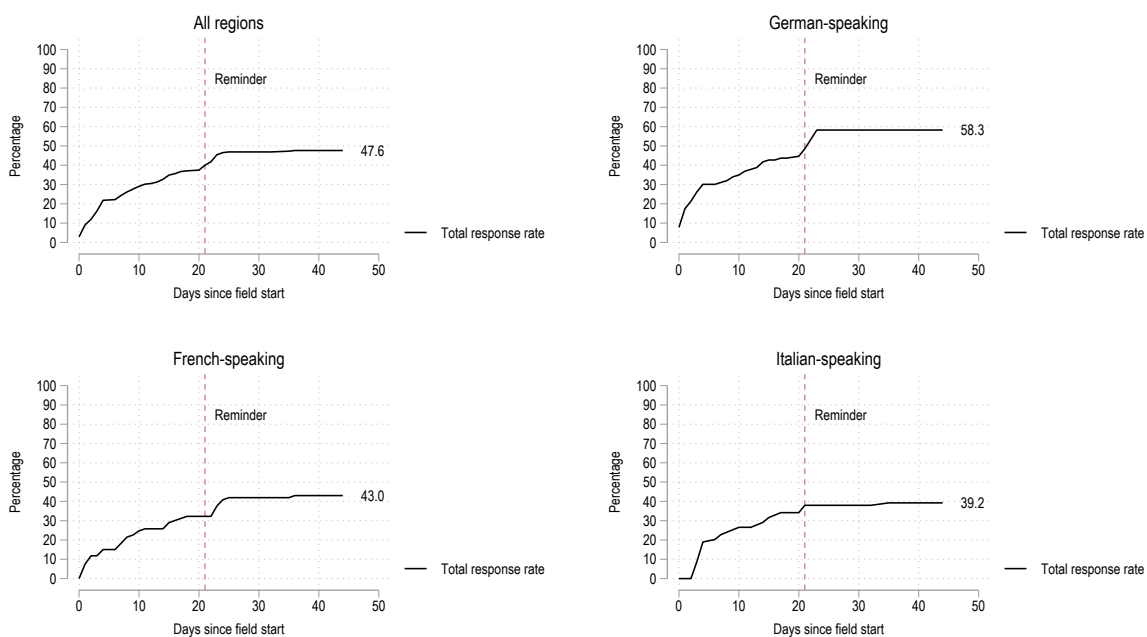 All regions
100
90
80
70
60
50
40
30
20
10
0
Percentage
Reminder
47.6
Total response rate
0 10 20 30 40 50
Days since field start
German-speaking
100
90
80
70
60
50
40
30
20
10
0
Percentage
Reminder
58.3
Total response rate
0 10 20 30 40 50
Days since field start
French-speaking
100
90
80
70
60
50
40
30
20
10
0
Percentage
Reminder
43.0
Total response rate
0 10 20 30 40 50
Days since field start
Italian-speaking
100
90
80
70
60
50
40
30
20
10
0
Percentage
Reminder
39.2
Total response rate
0 10 20 30 40 50
Days since field start